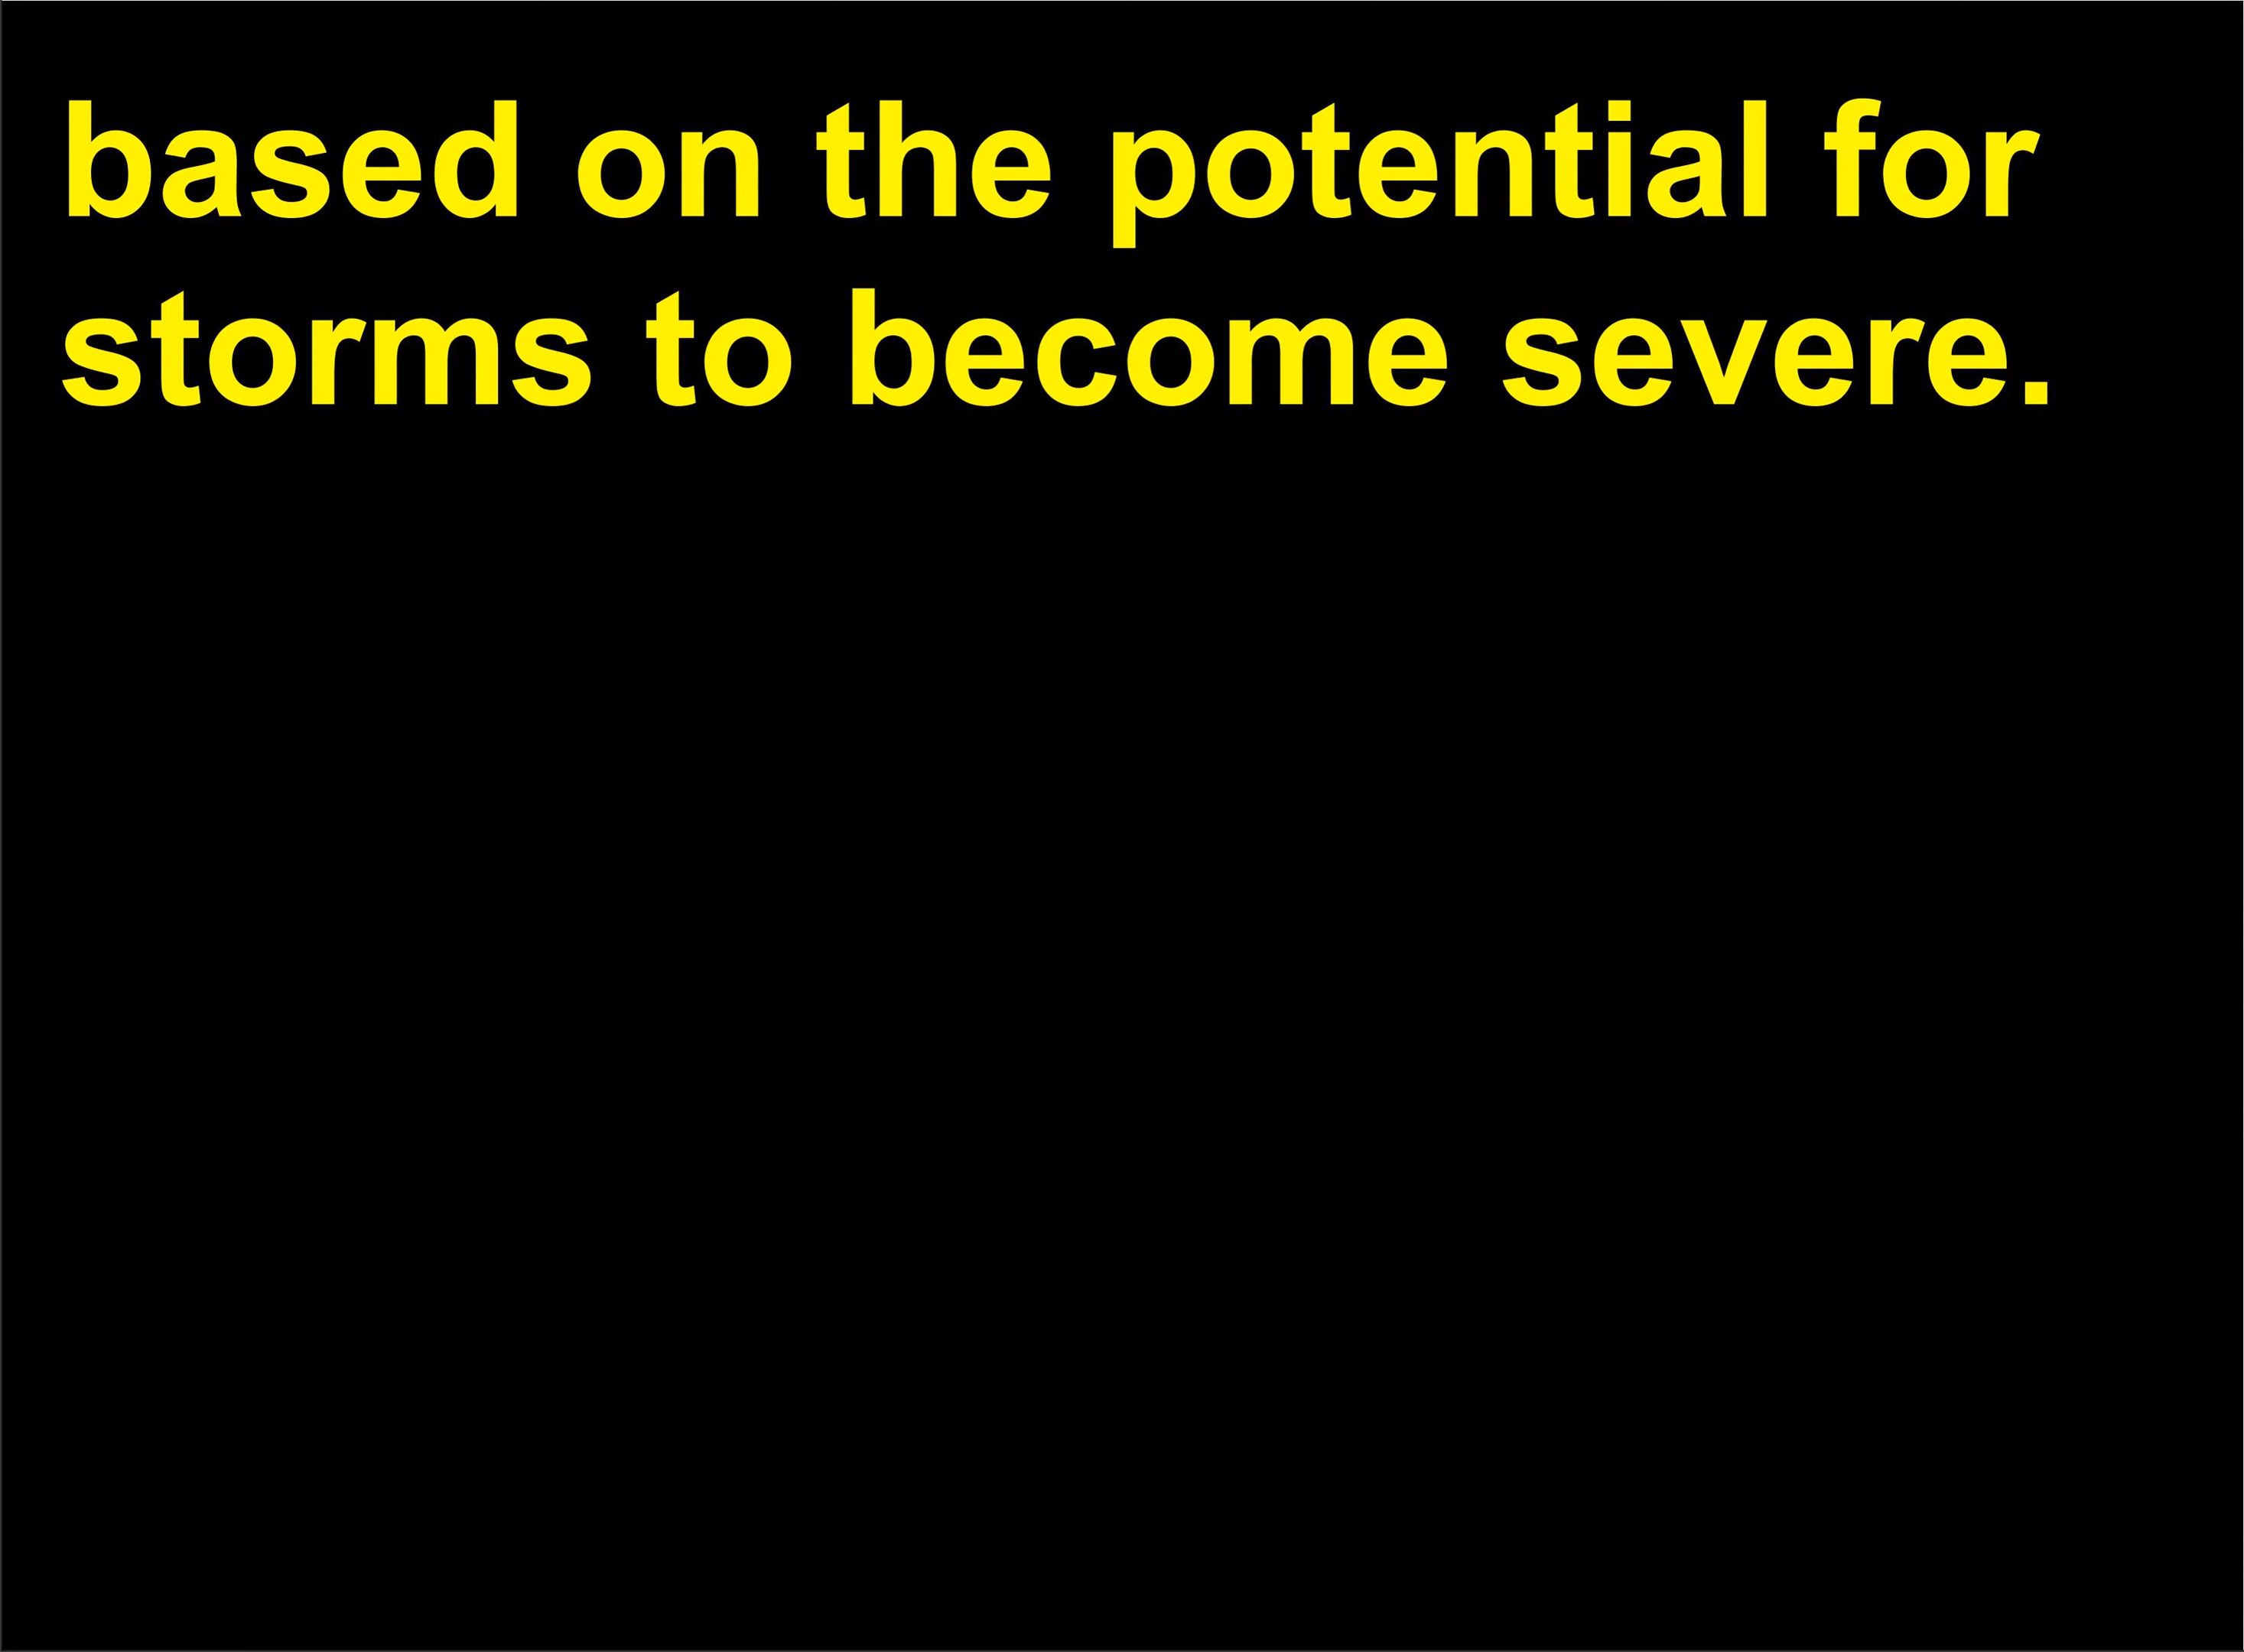 based on the potential for
storms to become severe.